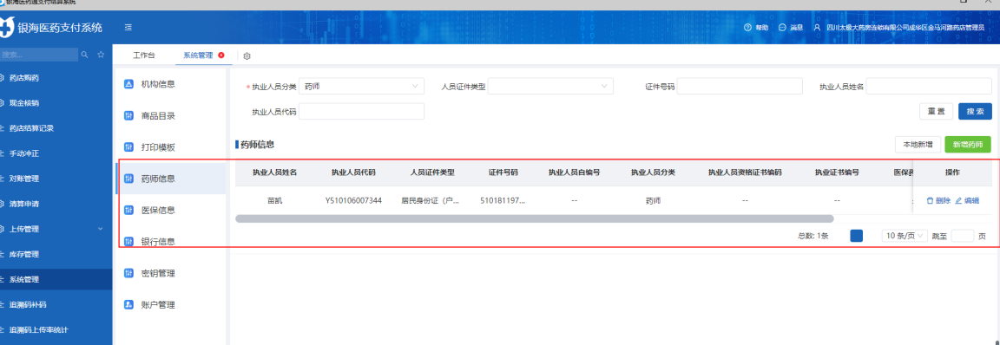 银海医药通支付结算系统
银海医药支付系统
帮助 消息 四川太极大药房连锁有限公司成华区金马河路药店管理员
搜索...
工作台 系统管理
药店购药
现金核销
药店结算记录
手动冲正
对账管理
清算申请
上传管理
库存管理
系统管理
追溯码补码
追溯码上传率统计
机构信息
商品目录
打印模板
药师信息
医保信息
银行信息
密钥管理
账户管理
* 执业人员分类 药师 人员证件类型 证件号码 执业人员姓名
执业人员代码 重置 搜索
药师信息 本地新增 新增药师
执业人员姓名 执业人员代码 人员证件类型 证件号码 执业人员自编号 执业人员分类 执业人员资格证书编码 执业证书编号 医保 操作
苗凯 Y510106007344 居民身份证（户... 510181197... -- 药师 -- -- 删除 编辑
总数: 1条 10 条/页 跳至 页